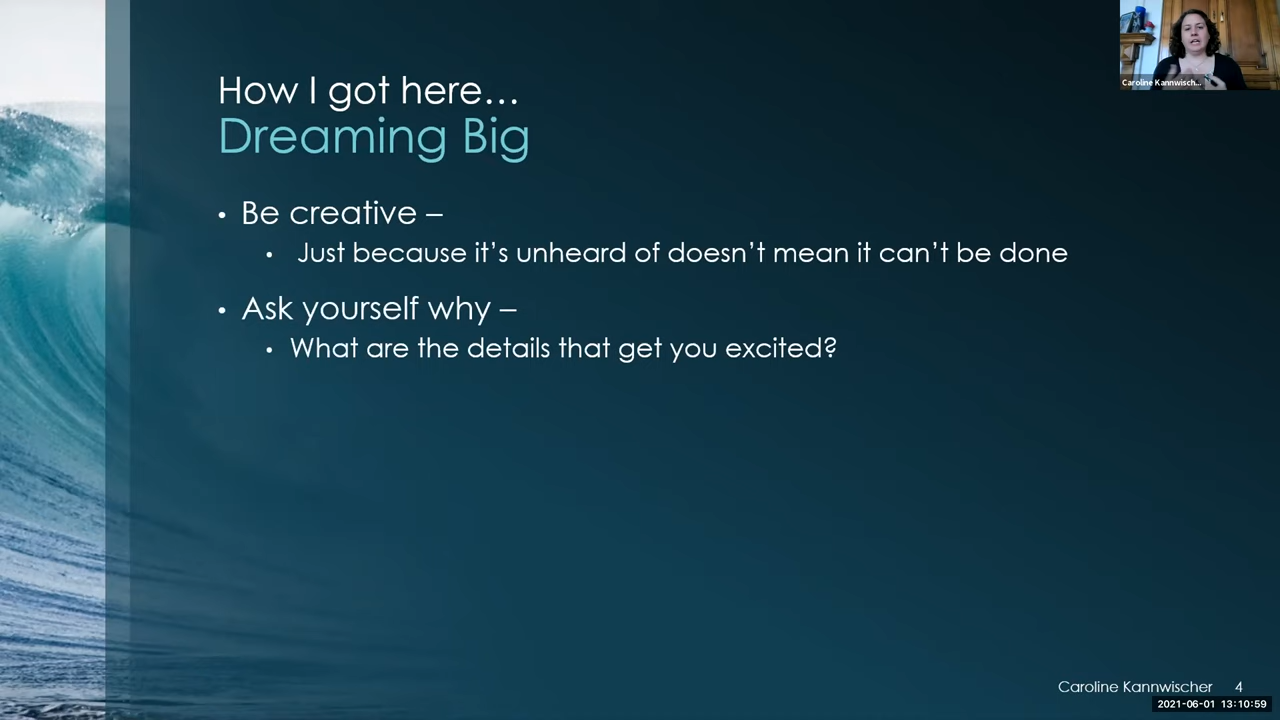 Caroline Kannwisch...
How I got here...
Dreaming Big
• Be creative –
• Just because it's unheard of doesn't mean it can't be done
• Ask yourself why –
• What are the details that get you excited?
Caroline Kannwischer 4
2021-06-01 13:10:59